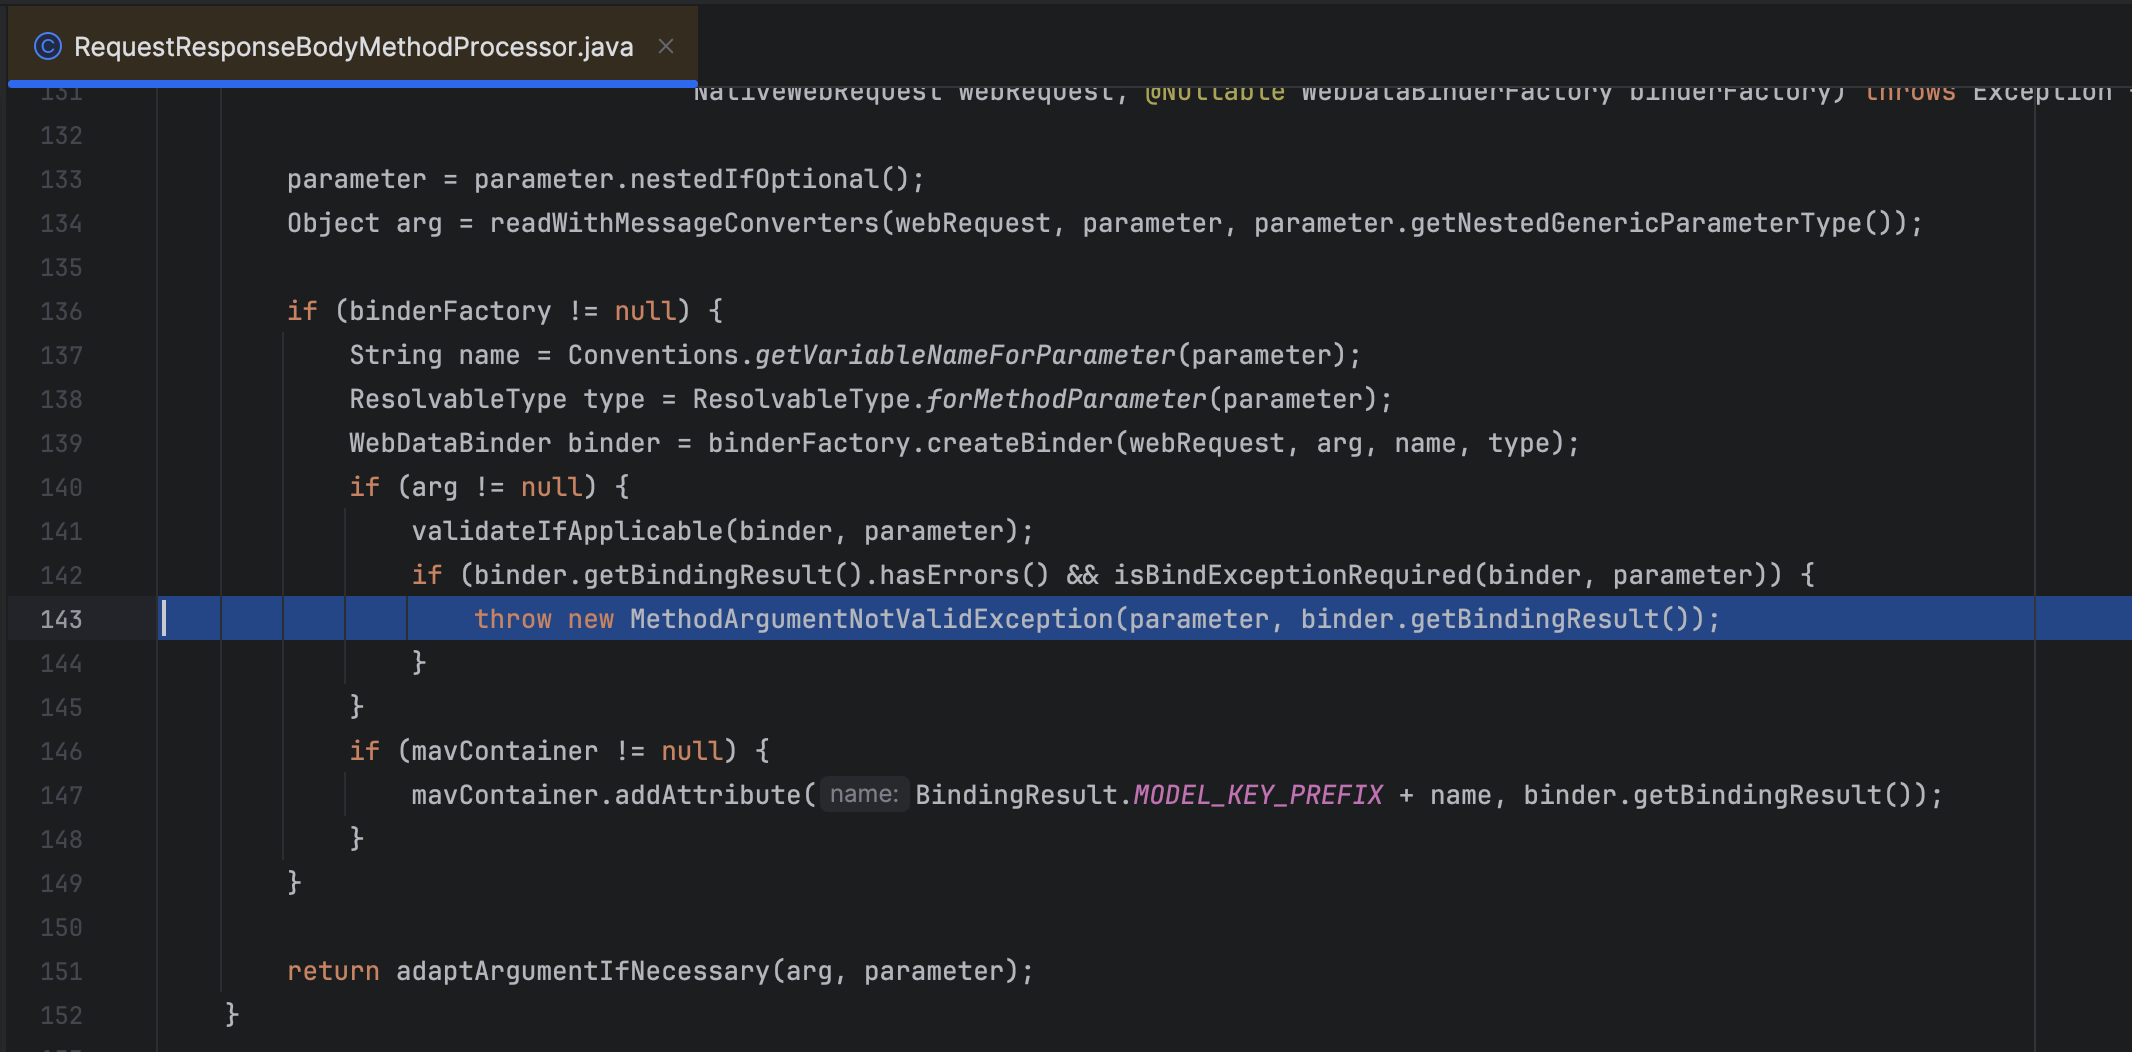 RequestResponseBodyMethodProcessor.java
131 NativeWebRequest webRequest, @Nullable WebDataBinderFactory binderFactory) throws Exception {
132
133 parameter = parameter.nestedIfOptional();
134 Object arg = readWithMessageConverters(webRequest, parameter, parameter.getNestedGenericParameterType());
135
136 if (binderFactory != null) {
137 String name = Conventions.getVariableNameForParameter(parameter);
138 ResolvableType type = ResolvableType.forMethodParameter(parameter);
139 WebDataBinder binder = binderFactory.createBinder(webRequest, arg, name, type);
140 if (arg != null) {
141 validateIfApplicable(binder, parameter);
142 if (binder.getBindingResult().hasErrors() && isBindExceptionRequired(binder, parameter)) {
143 throw new MethodArgumentNotValidException(parameter, binder.getBindingResult());
144 }
145 }
146 if (mavContainer != null) {
147 mavContainer.addAttribute( name: BindingResult.MODEL_KEY_PREFIX + name, binder.getBindingResult());
148 }
149 }
150
151 return adaptArgumentIfNecessary(arg, parameter);
152 }